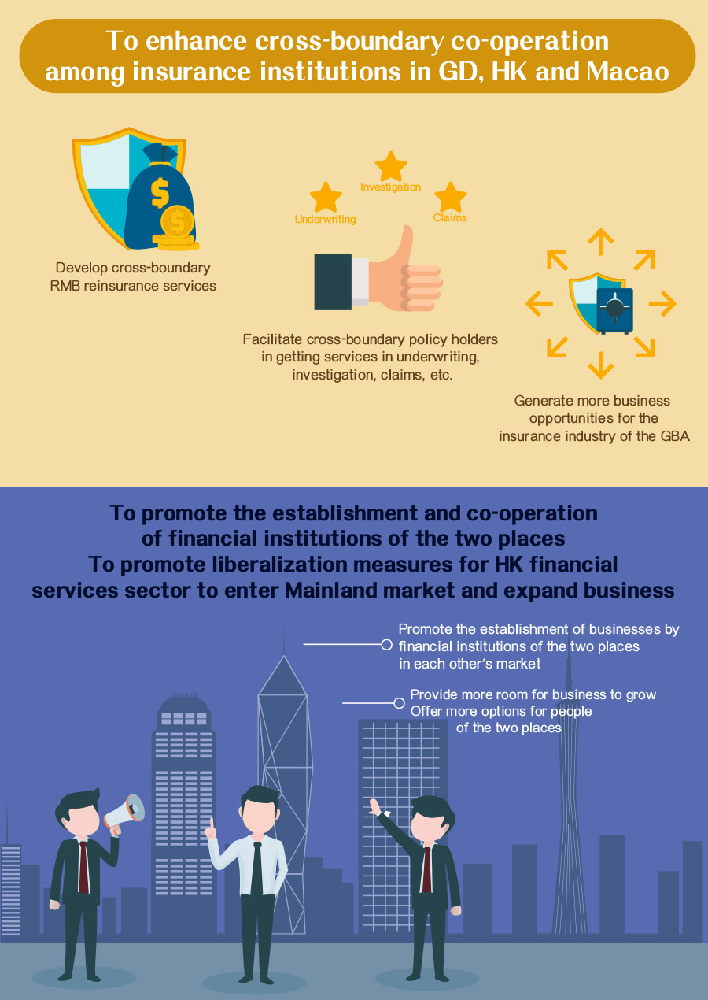 To enhance cross-boundary co-operation
among insurance institutions in GD, HK and Macao
Investigation
Underwriting
Claims
$
$
Develop cross-boundary
RMB reinsurance services
Facilitate cross-boundary policy holders
in getting services in underwriting,
investigation, claims, etc.
Generate more business
opportunities for the
insurance industry of the GBA
To promote the establishment and co-operation
of financial institutions of the two places
To promote liberalization measures for HK financial
services sector to enter Mainland market and expand business
Promote the establishment of businesses by
financial institutions of the two places
in each other's market
Provide more room for business to grow
Offer more options for people
of the two places